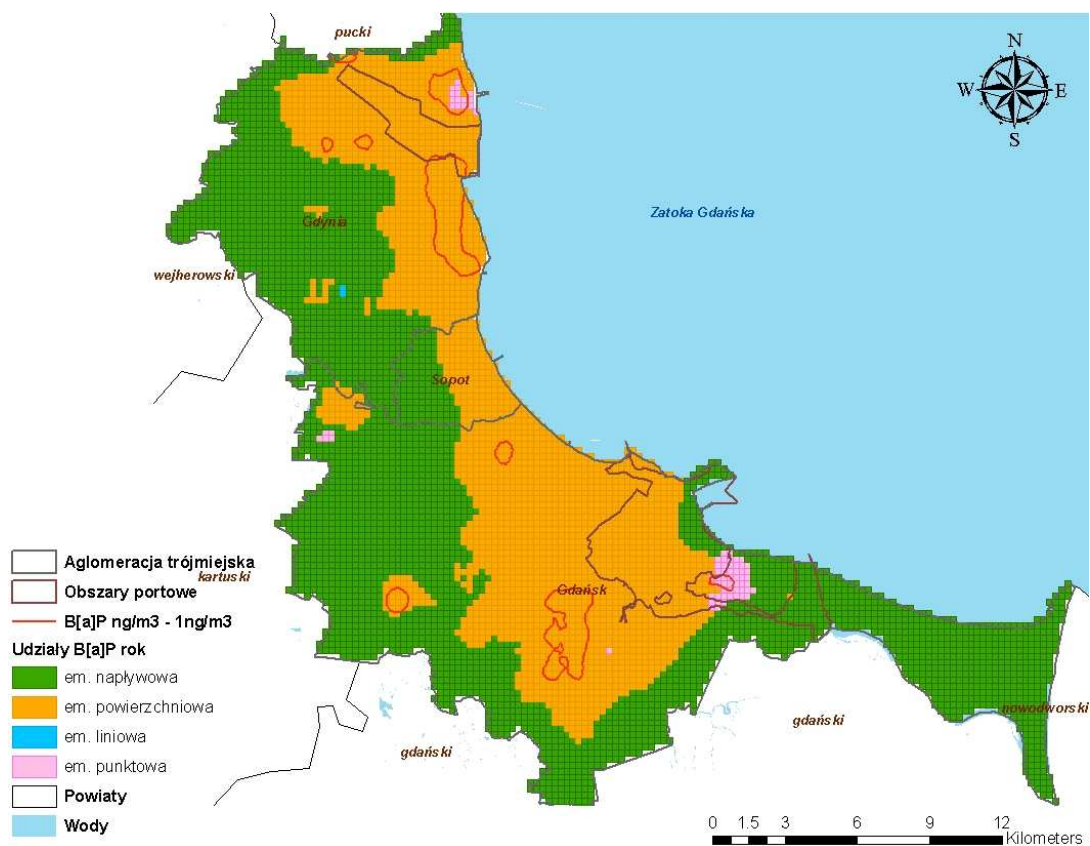 pucki
N
W
E
S
Gdynia
Zatoka Gdańska
wejherowski
Sopot
Aglomeracja trójmiejska
kartuski
Obszary portowe
Gdańsk
B[a]P ng/m3 - 1ng/m3
Udziały B[a]P rok
em. napływowa
em. powierzchniowa
em. liniowa
em. punktowa
Powiaty
Wody
gdański
gdański
nowodworski
0 1.5 3 6 9 12
Kilometers